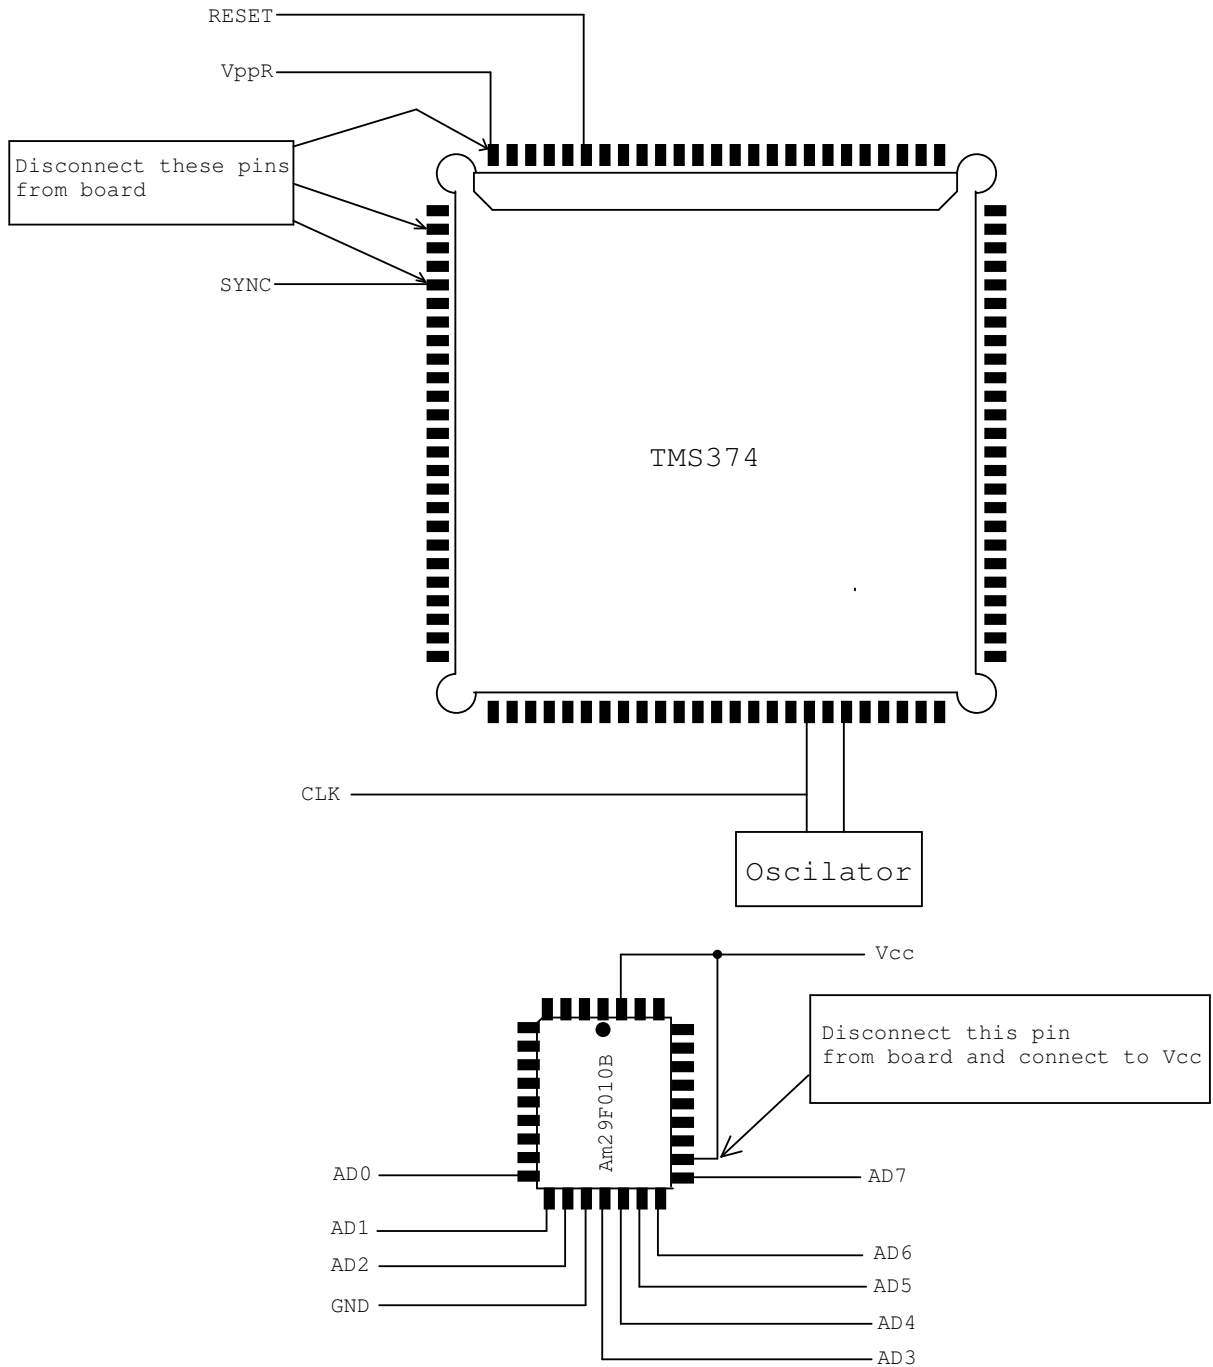 RESET
VppR
Disconnect these pins
from board
SYNC
TMS374
CLK
Oscilator
Vcc
Disconnect this pin
from board and connect to Vcc
Am29F010B
AD0
AD7
AD1
AD6
AD2
AD5
GND
AD4
AD3